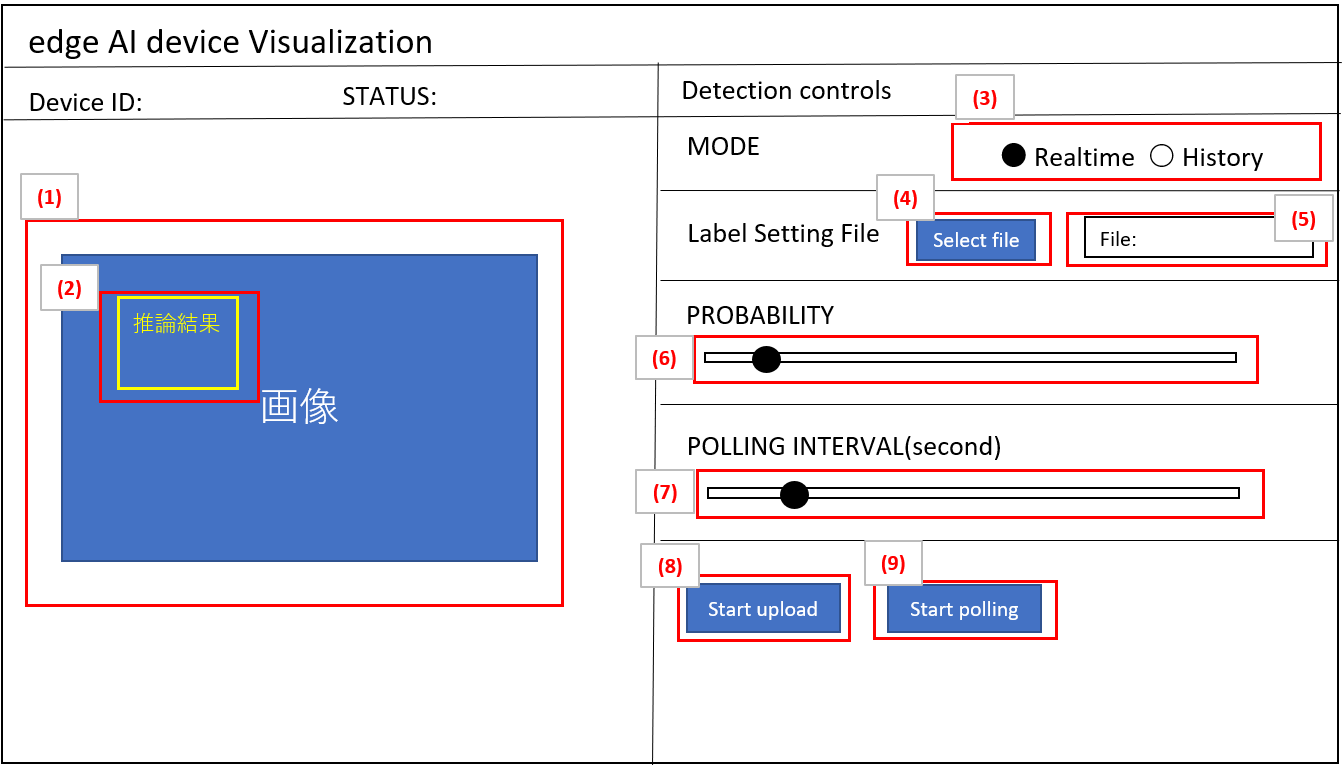 edge AI device Visualization
Device ID:
STATUS:
(1)
(2)
推論結果
画像
Detection controls
(3)
MODE
Realtime
History
(4)
Label Setting File
Select file
(5)
File:
PROBABILITY
(6)
POLLING INTERVAL(second)
(7)
(8)
(9)
Start upload
Start polling